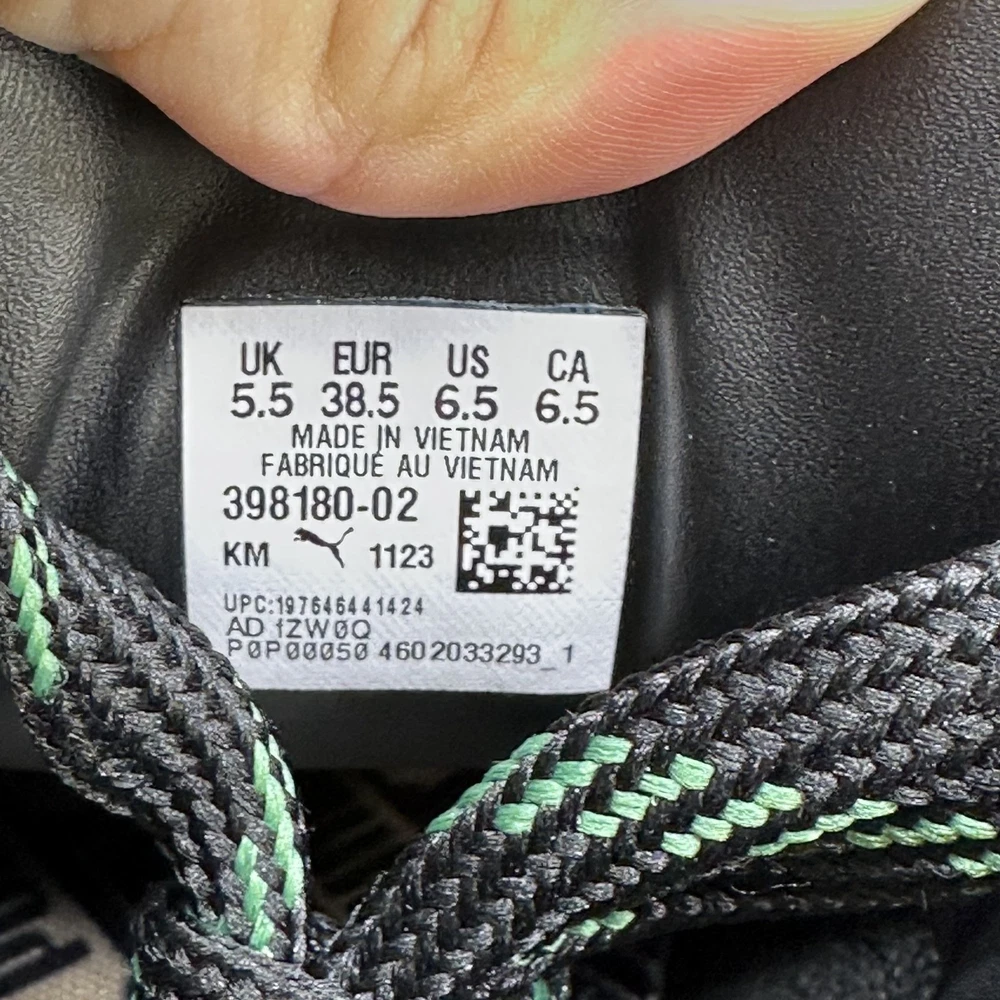 UK EUR US CA
5.5 38.5 6.5 6.5
MADE IN VIETNAM
FABRIQUÉ AU VIETNAM
398180-02
KM 1123
UPC:197646441424
AD 1ZW0Q
P0P00050 4602033293_1